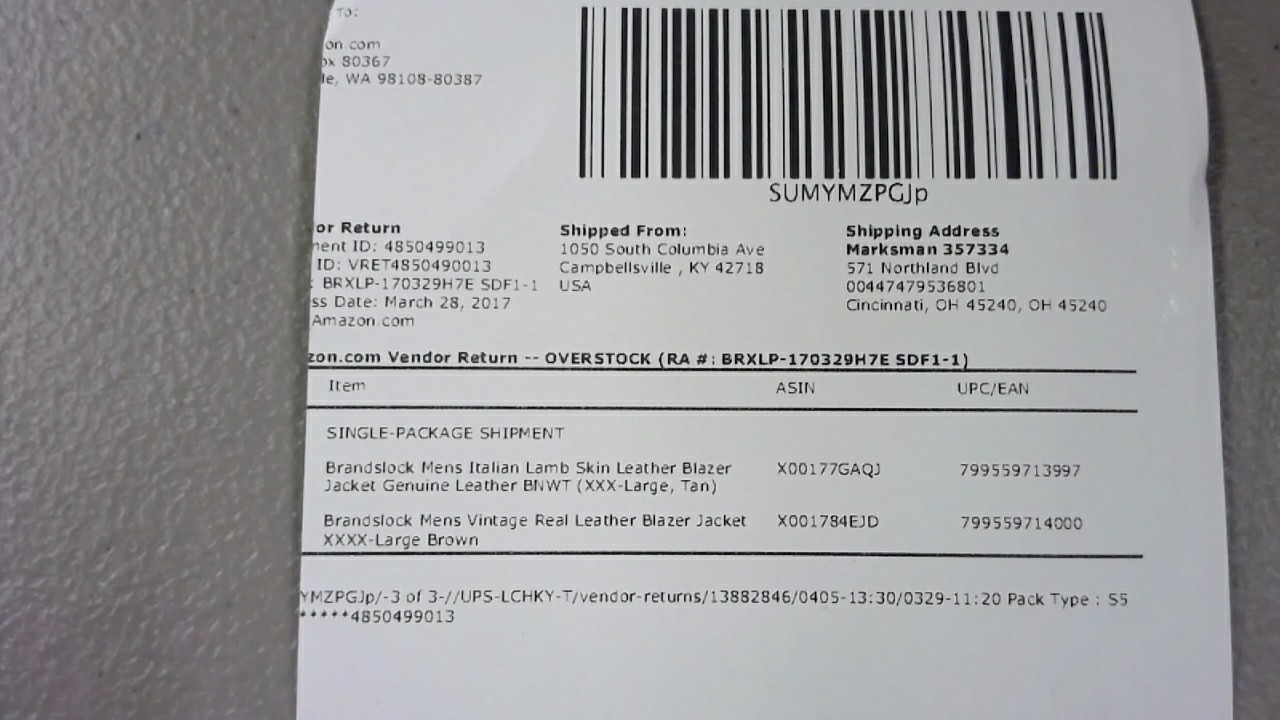 TO:
on.com
ox 80367
le, WA 98108-80387
SUMYMZPGJp
or Return
nent ID: 4850499013
ID: VRET4850490013
: BRXLP-170329H7E SDF1-1
ss Date: March 28, 2017
Amazon.com
Shipped From:
1050 South Columbia Ave
Campbellsville , KY 42718
USA
Shipping Address
Marksman 357334
571 Northland Blvd
00447479536801
Cincinnati, OH 45240, OH 45240
zon.com Vendor Return -- OVERSTOCK (RA #: BRXLP-170329H7E SDF1-1)
Item ASIN UPC/EAN
SINGLE-PACKAGE SHIPMENT
Brandslock Mens Italian Lamb Skin Leather Blazer X00177GAQJ 799559713997
Jacket Genuine Leather BNWT (XXX-Large, Tan)
Brandslock Mens Vintage Real Leather Blazer Jacket X001784EJD 799559714000
XXXX-Large Brown
YMZPGJp/-3 of 3-//UPS-LCHKY-T/vendor-returns/13882846/0405-13:30/0329-11:20 Pack Type : S5
*****4850499013